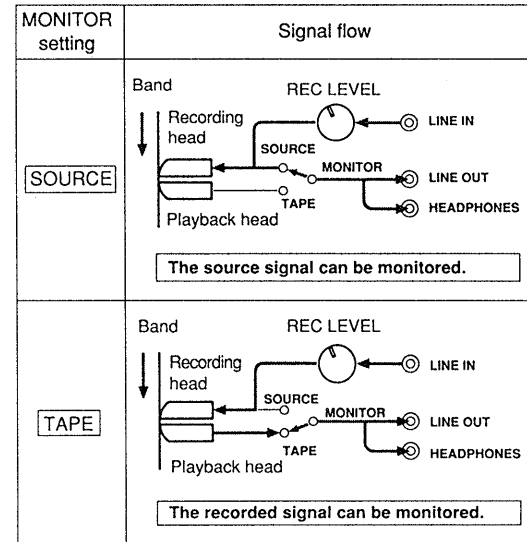 MONITOR
setting
Signal flow
SOURCE
Band
REC LEVEL
Recording
head
LINE IN
SOURCE
MONITOR
LINE OUT
TAPE
HEADPHONES
Playback head
The source signal can be monitored.
TAPE
Band
REC LEVEL
Recording
head
LINE IN
SOURCE
MONITOR
LINE OUT
TAPE
HEADPHONES
Playback head
The recorded signal can be monitored.